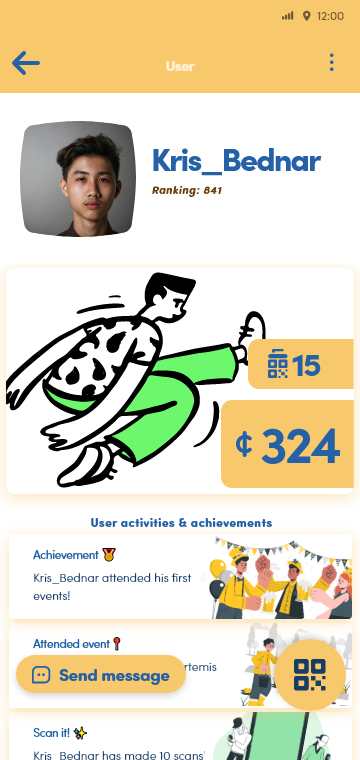 12:00
User
Kris_Bednar
Ranking: 841
15
¢ 324
User activities & achievements
Achievement
Kris_Bednar attended his first
events!
Attended event
Send message
Scan it!
Kris_Bednar has made 10 scans'